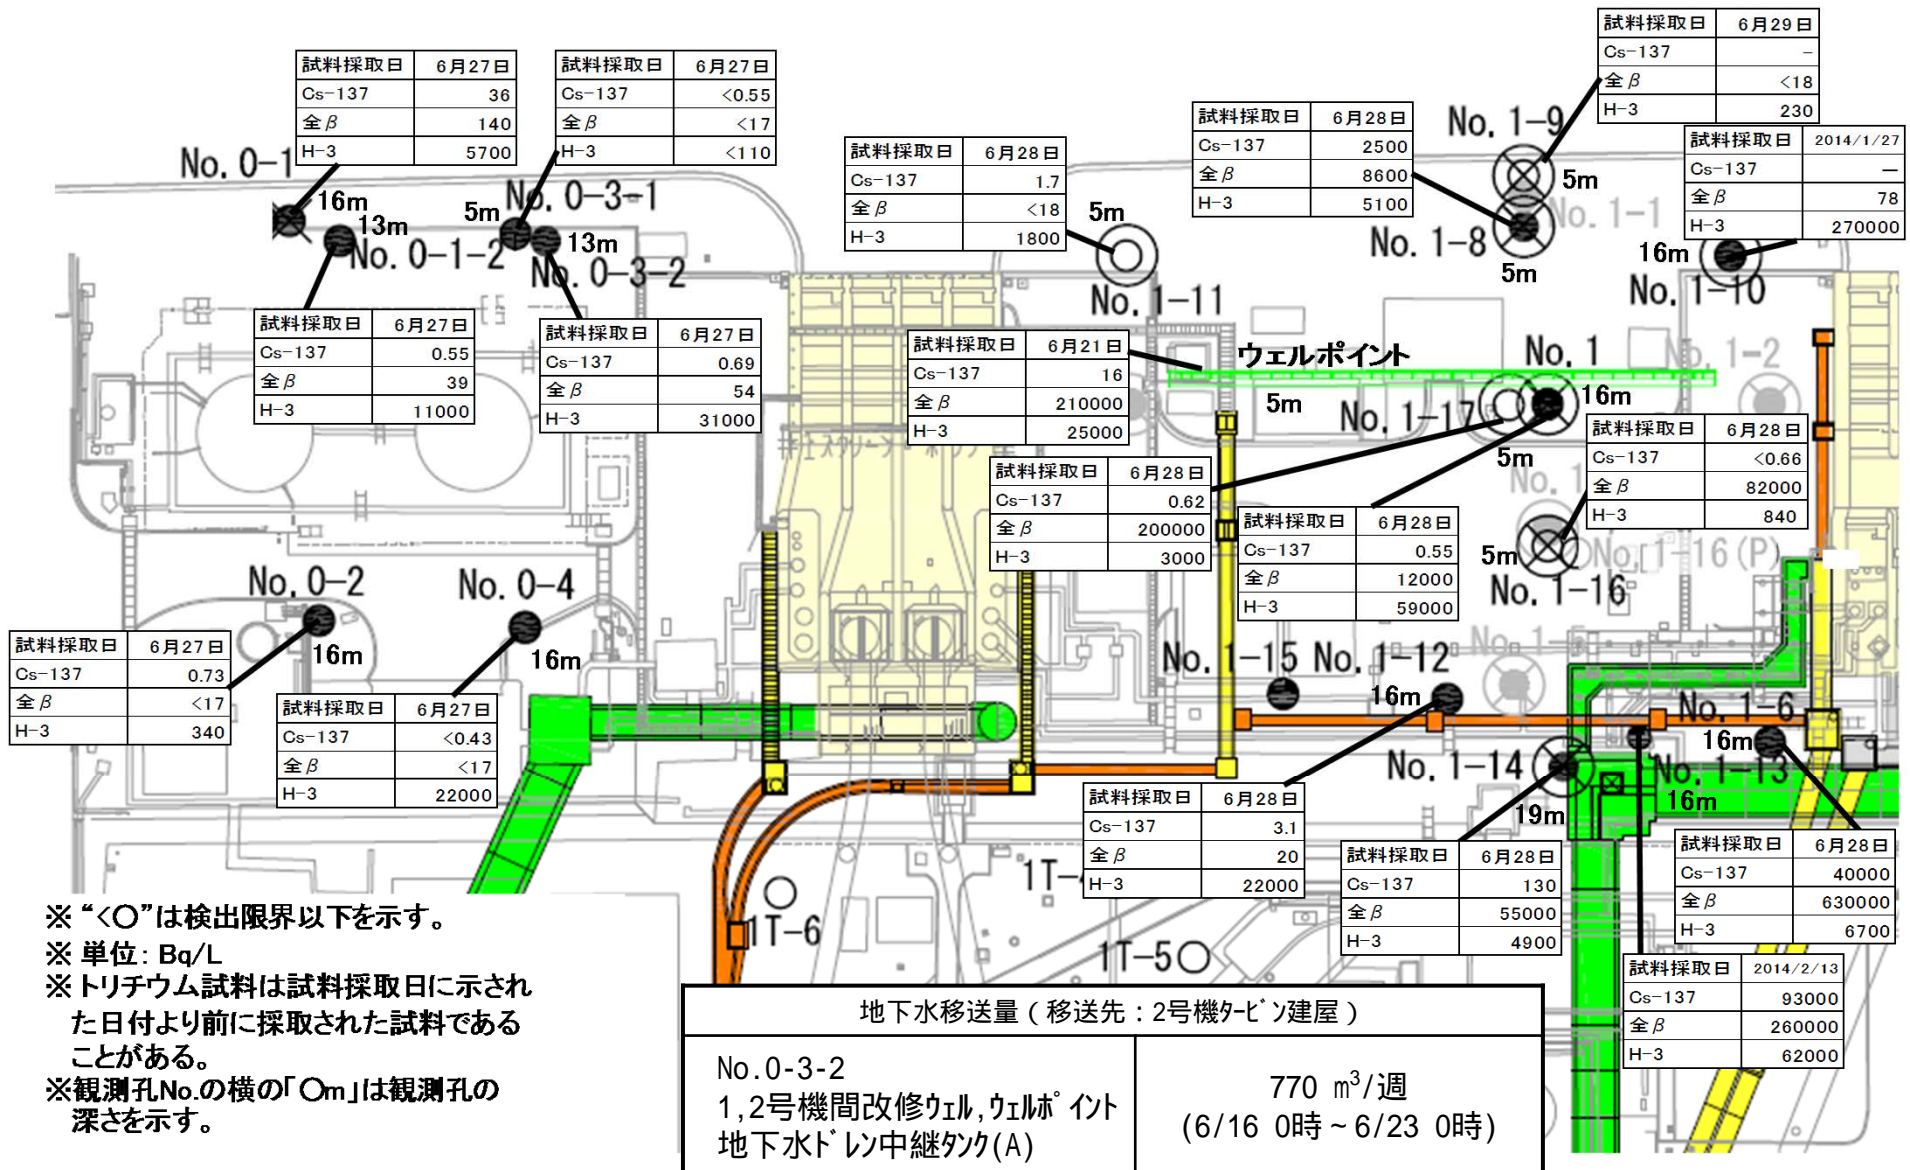 試料採取日 6月29日
Cs-137 -
全β <18
H-3 230
試料採取日 6月27日
Cs-137 36
全β 140
H-3 5700
試料採取日 6月27日
Cs-137 <0.55
全β <17
H-3 <110
試料採取日 6月28日
Cs-137 2500
全β 8600
H-3 5100
No. 1-9
5m
試料採取日 2014/1/27
Cs-137 —
全β 78
H-3 270000
試料採取日 6月28日
Cs-137 1.7
全β <18
H-3 1800
No. 0-1
16m
13m
No. 0-1-2
5m
No. 0-3-1
13m
No. 0-3-2
5m
No. 1-11
No. 1-8
5m
No. 1-1
16m
No. 1-10
試料採取日 6月27日
Cs-137 0.55
全β 39
H-3 11000
試料採取日 6月27日
Cs-137 0.69
全β 54
H-3 31000
試料採取日 6月21日
Cs-137 16
全β 210000
H-3 25000
ウェルポイント
5m
No. 1
No. 1-2
16m
No. 1-17
5m
試料採取日 6月28日
Cs-137 <0.66
全β 82000
H-3 840
試料採取日 6月28日
Cs-137 0.62
全β 200000
H-3 3000
試料採取日 6月28日
Cs-137 0.55
全β 12000
H-3 59000
5m
No. 1-16(P)
No. 1-16
No. 0-2
16m
No. 0-4
16m
試料採取日 6月27日
Cs-137 0.73
全β <17
H-3 340
試料採取日 6月27日
Cs-137 <0.43
全β <17
H-3 22000
No. 1-15
No. 1-12
16m
No. 1-5
No. 1-6
16m
No. 1-14
19m
No. 1-13
16m
試料採取日 6月28日
Cs-137 3.1
全β 20
H-3 22000
試料採取日 6月28日
Cs-137 130
全β 55000
H-3 4900
試料採取日 6月28日
Cs-137 40000
全β 630000
H-3 6700
試料採取日 2014/2/13
Cs-137 93000
全β 260000
H-3 62000
1T-6
1T-5
※ “<○”は検出限界以下を示す。
※ 単位: Bq/L
※ トリチウム試料は試料採取日に示され
た日付より前に採取された試料である
ことがある。
※観測孔No.の横の「○m」は観測孔の
深さを示す。
地下水移送量(移送先:2号機タービン建屋)
No.0-3-2
1,2号機間改修ウェル,ウェルポイント
地下水ドレン中継タンク(A)
770 m³/週
(6/16 0時~6/23 0時)